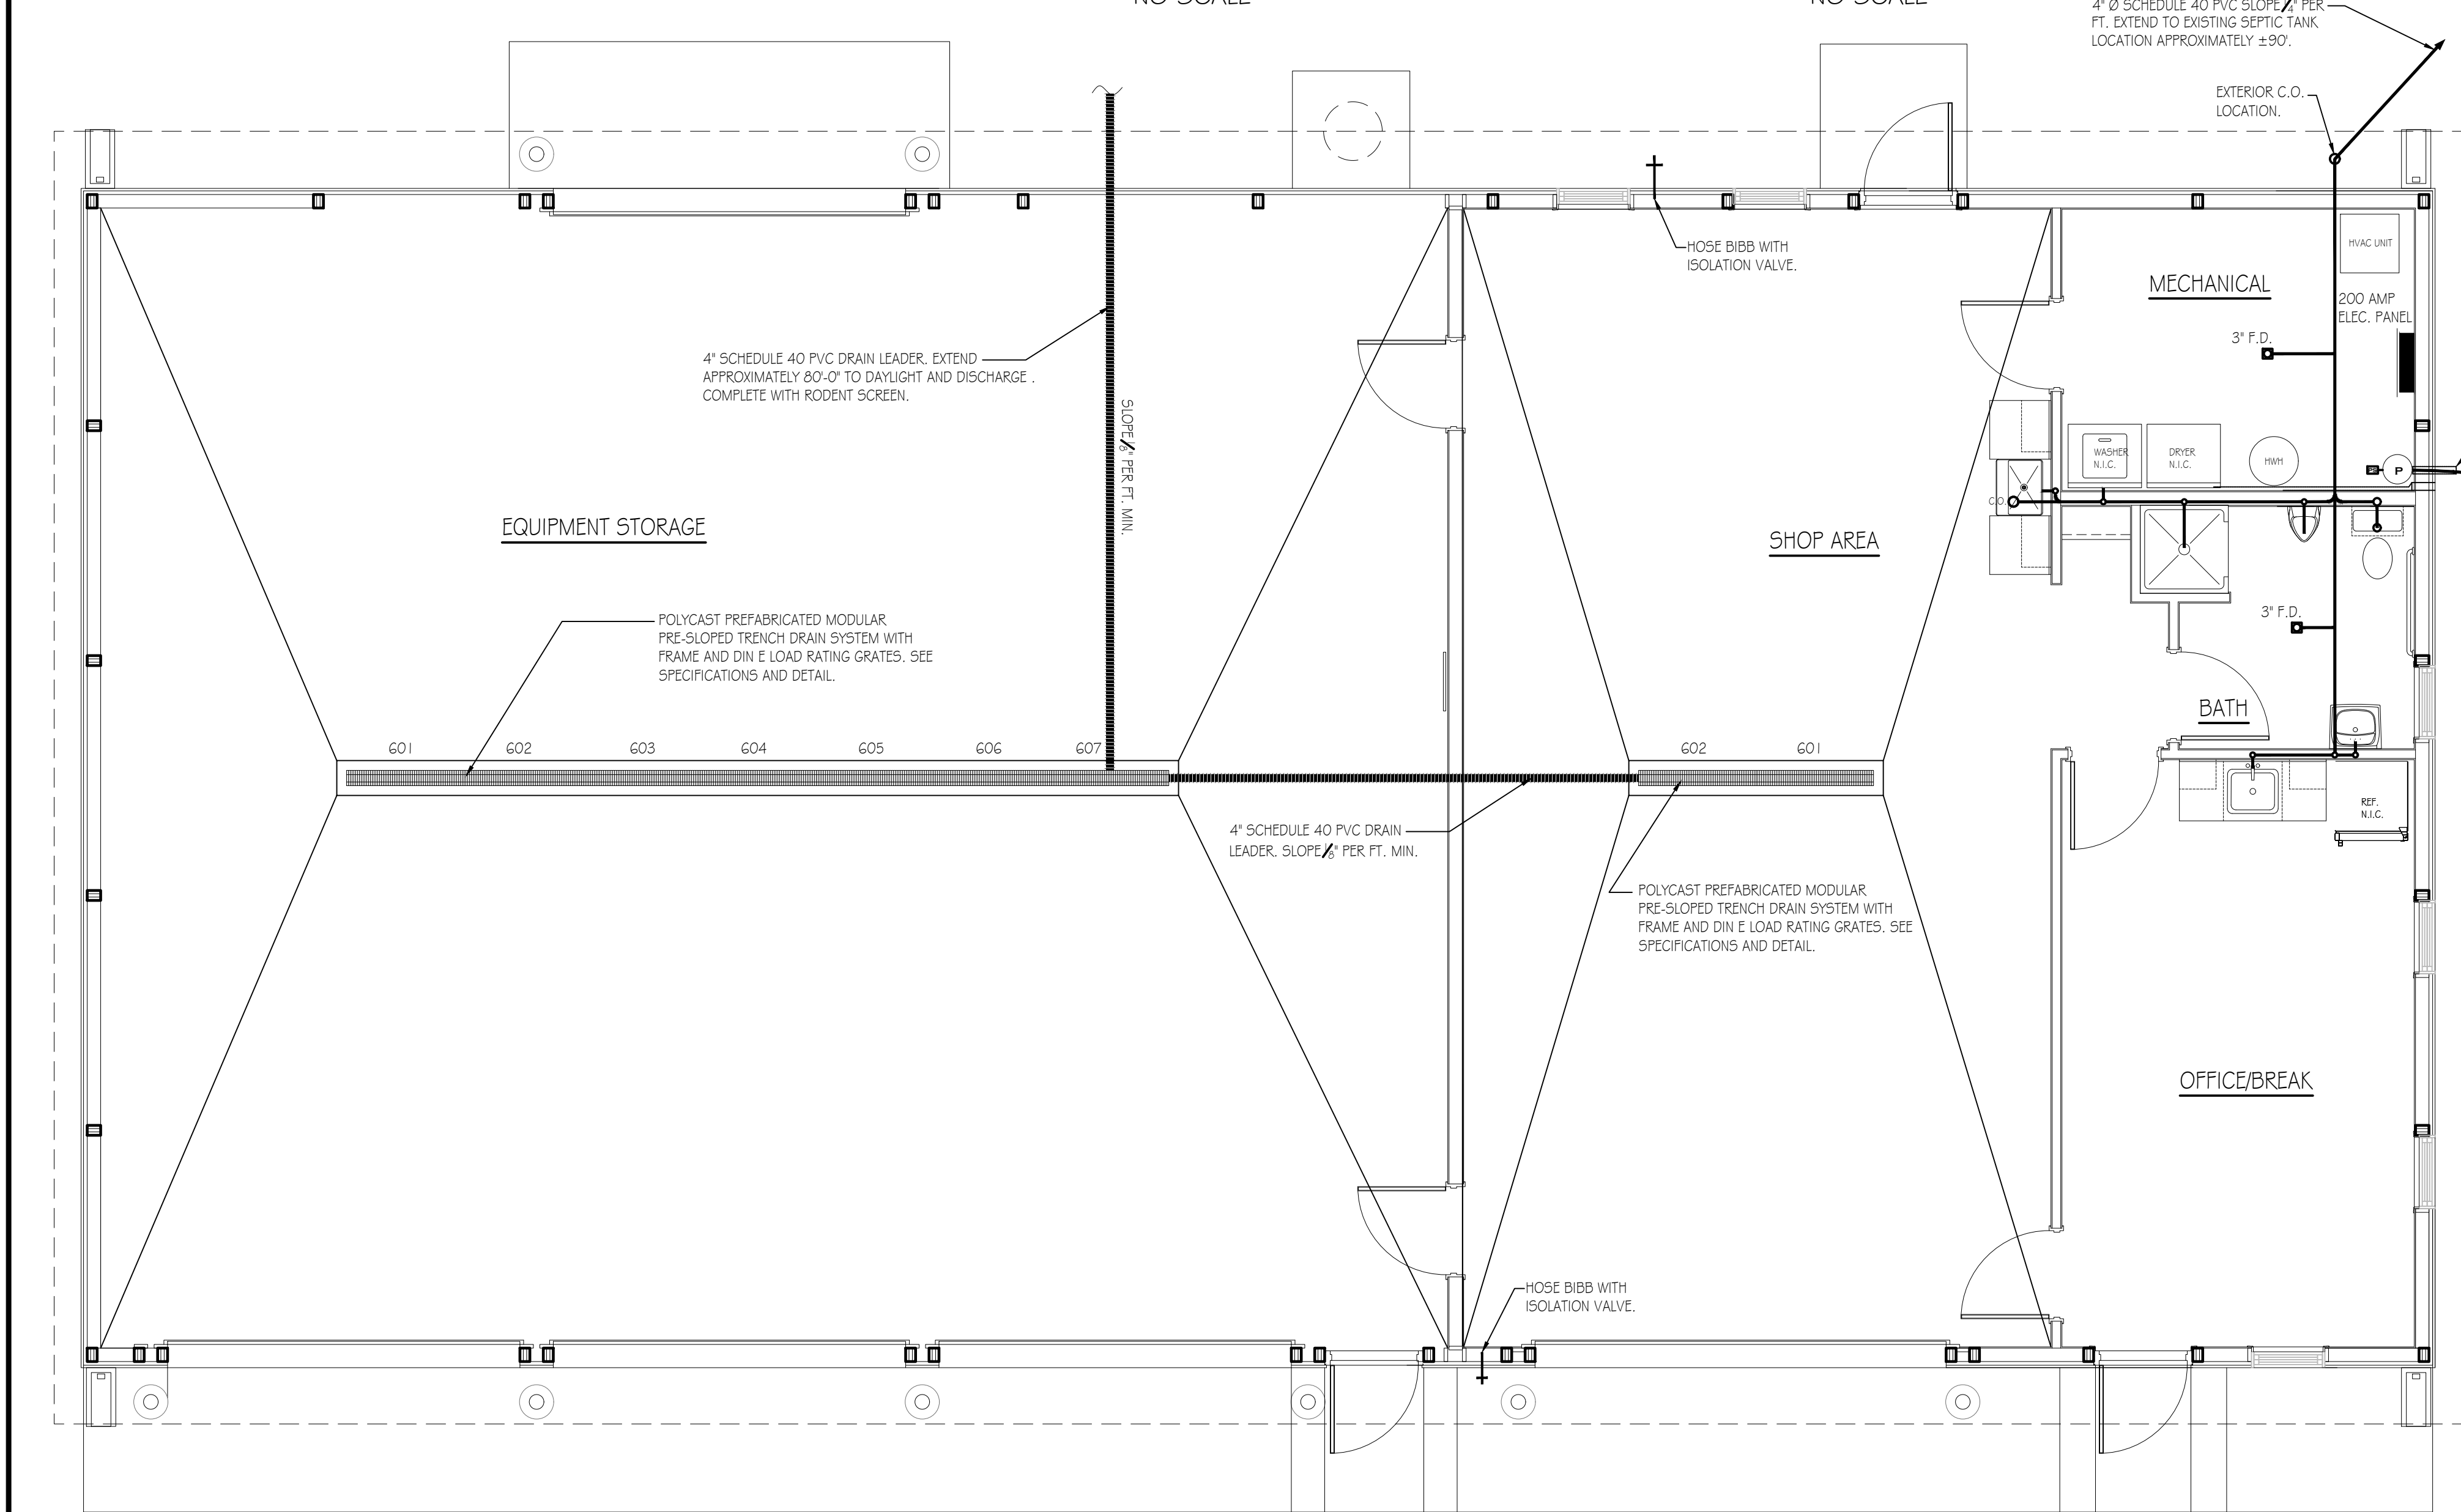 NO SCALE
NO SCALE
4" Ø SCHEDULE 40 PVC SLOPE 1/4" PER
FT. EXTEND TO EXISTING SEPTIC TANK
LOCATION APPROXIMATELY ±90'.
EXTERIOR C.O.
LOCATION.
HOSE BIBB WITH
ISOLATION VALVE.
HVAC UNIT
MECHANICAL
200 AMP
ELEC. PANEL
3" F.D.
4" SCHEDULE 40 PVC DRAIN LEADER. EXTEND
APPROXIMATELY 80'-0" TO DAYLIGHT AND DISCHARGE .
COMPLETE WITH RODENT SCREEN.
SLOPE 1/8" PER FT. MIN.
WASHER
N.I.C.
DRYER
N.I.C.
HWH
P
C.O.
EQUIPMENT STORAGE
SHOP AREA
POLYCAST PREFABRICATED MODULAR
PRE-SLOPED TRENCH DRAIN SYSTEM WITH
FRAME AND DIN E LOAD RATING GRATES. SEE
SPECIFICATIONS AND DETAIL.
3" F.D.
BATH
601 602 603 604 605 606 607
602 601
REF.
N.I.C.
4" SCHEDULE 40 PVC DRAIN
LEADER. SLOPE 1/8" PER FT. MIN.
POLYCAST PREFABRICATED MODULAR
PRE-SLOPED TRENCH DRAIN SYSTEM WITH
FRAME AND DIN E LOAD RATING GRATES. SEE
SPECIFICATIONS AND DETAIL.
OFFICE/BREAK
HOSE BIBB WITH
ISOLATION VALVE.